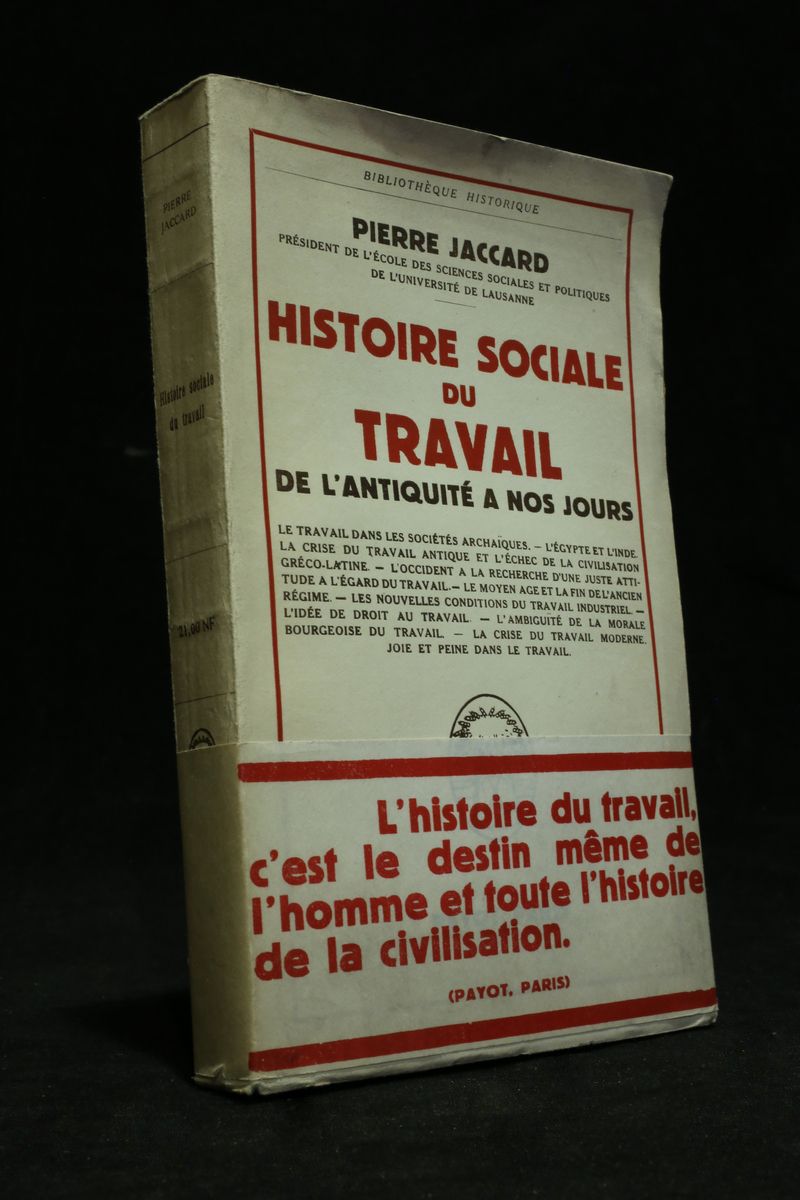 PIERRE
JACCARD
Histoire sociale
du travail
21,00 NF
BIBLIOTHÈQUE HISTORIQUE
PIERRE JACCARD
PRÉSIDENT DE L'ÉCOLE DES SCIENCES SOCIALES ET POLITIQUES
DE L'UNIVERSITÉ DE LAUSANNE
HISTOIRE SOCIALE
DU
TRAVAIL
DE L'ANTIQUITÉ A NOS JOURS
LE TRAVAIL DANS LES SOCIÉTÉS ARCHAÏQUES. — L'ÉGYPTE ET L'INDE.
LA CRISE DU TRAVAIL ANTIQUE ET L'ÉCHEC DE LA CIVILISATION
GRÉCO-LATINE. — L'OCCIDENT A LA RECHERCHE D'UNE JUSTE ATTI-
TUDE A L'ÉGARD DU TRAVAIL. — LE MOYEN AGE ET LA FIN DE L'ANCIEN
RÉGIME. — LES NOUVELLES CONDITIONS DU TRAVAIL INDUSTRIEL. —
L'IDÉE DE DROIT AU TRAVAIL. — L'AMBIGUITÉ DE LA MORALE
BOURGEOISE DU TRAVAIL. — LA CRISE DU TRAVAIL MODERNE.
JOIE ET PEINE DANS LE TRAVAIL.
L'histoire du travail,
c'est le destin même de
l'homme et toute l'histoire
de la civilisation.
(PAYOT, PARIS)